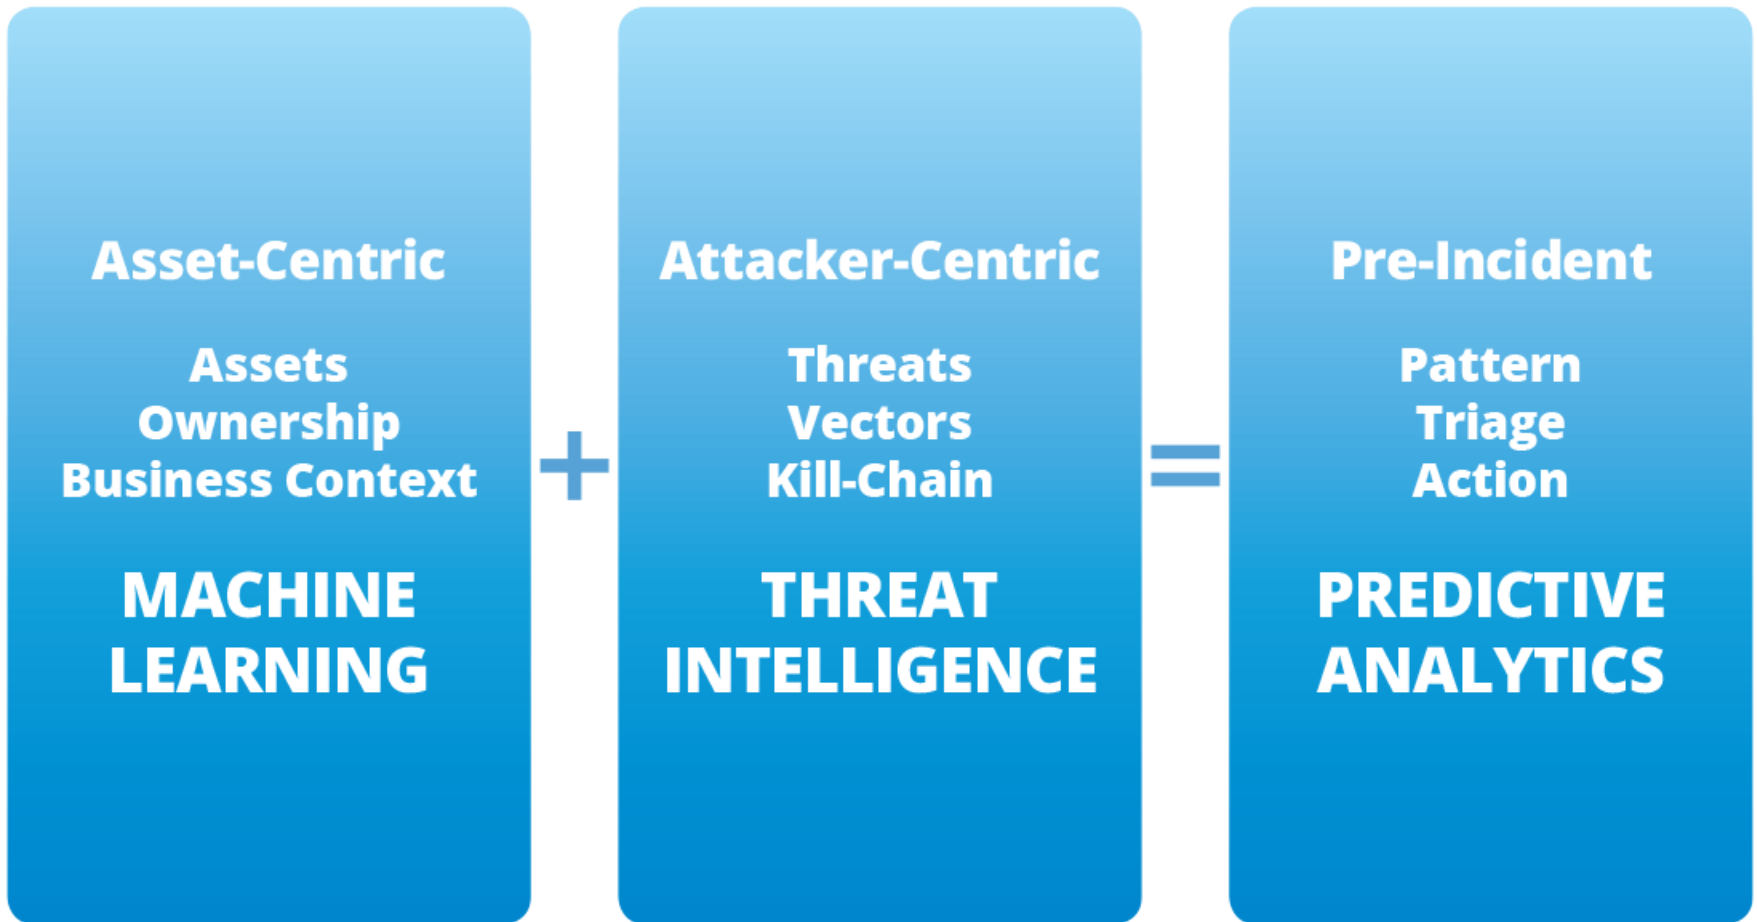 Asset-Centric
Assets
Ownership
Business Context
MACHINE
LEARNING
+
Attacker-Centric
Threats
Vectors
Kill-Chain
THREAT
INTELLIGENCE
=
Pre-Incident
Pattern
Triage
Action
PREDICTIVE
ANALYTICS